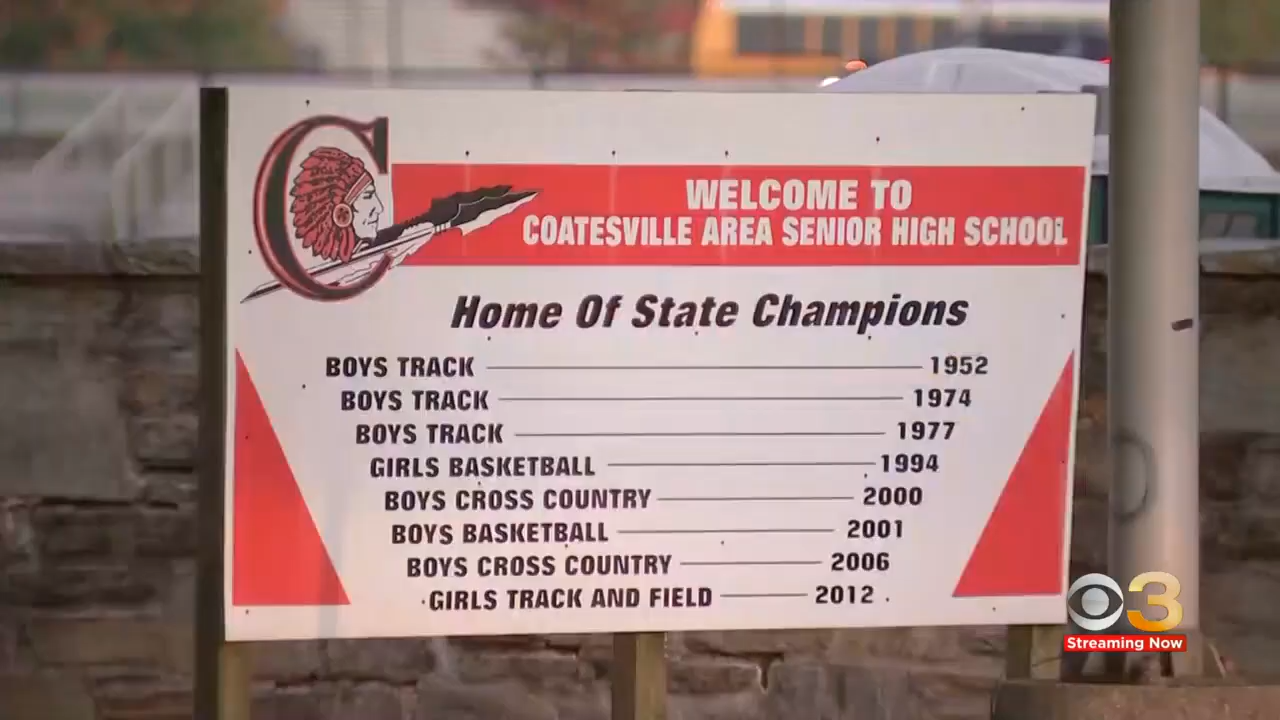 C
WELCOME TO
COATESVILLE AREA SENIOR HIGH SCHOOL
Home Of State Champions
BOYS TRACK 1952
BOYS TRACK 1974
BOYS TRACK 1977
GIRLS BASKETBALL 1994
BOYS CROSS COUNTRY 2000
BOYS BASKETBALL 2001
BOYS CROSS COUNTRY 2006
GIRLS TRACK AND FIELD 2012
3
Streaming Now